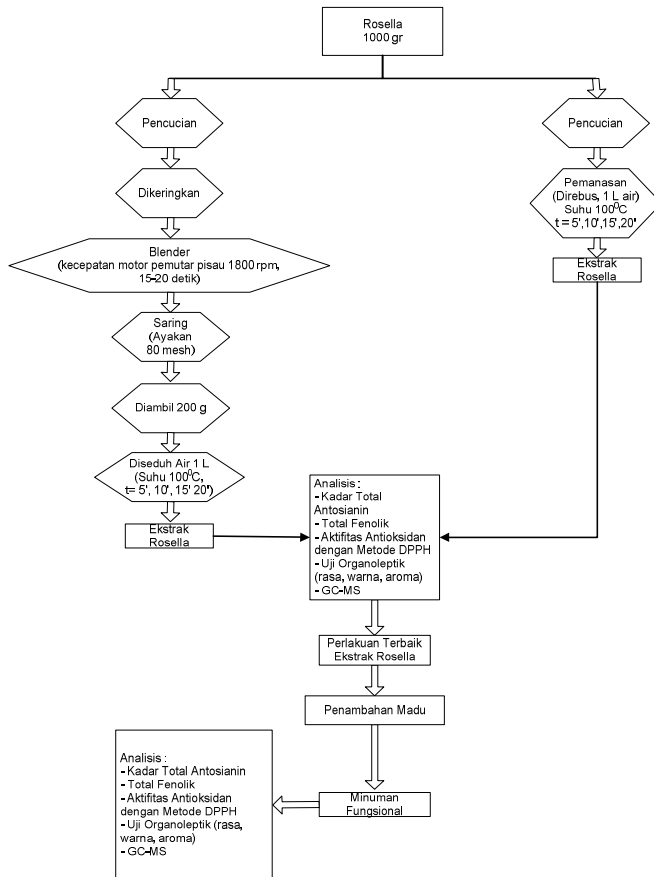 Rosella
1000 gr
Pencucian
Dikeringkan
Blender
(kecepatan motor pemutar pisau 1800 rpm,
15-20 detik)
Saring
(Ayakan
80 mesh)
Diambil 200 g
Diseduh Air 1 L
(Suhu 100⁰C,
t= 5', 10', 15' 20')
Ekstrak
Rosella
Pencucian
Pemanasan
(Direbus, 1 L air)
Suhu 100⁰C
t = 5',10',15',20'
Ekstrak
Rosella
Analisis :
- Kadar Total
Antosianin
- Total Fenolik
- Aktifitas Antioksidan
dengan Metode DPPH
- Uji Organoleptik
(rasa, warna, aroma)
- GC-MS
Perlakuan Terbaik
Ekstrak Rosella
Penambahan Madu
Minuman
Fungsional
Analisis :
- Kadar Total Antosianin
- Total Fenolik
- Aktifitas Antioksidan
dengan Metode DPPH
- Uji Organoleptik (rasa,
warna, aroma)
- GC-MS